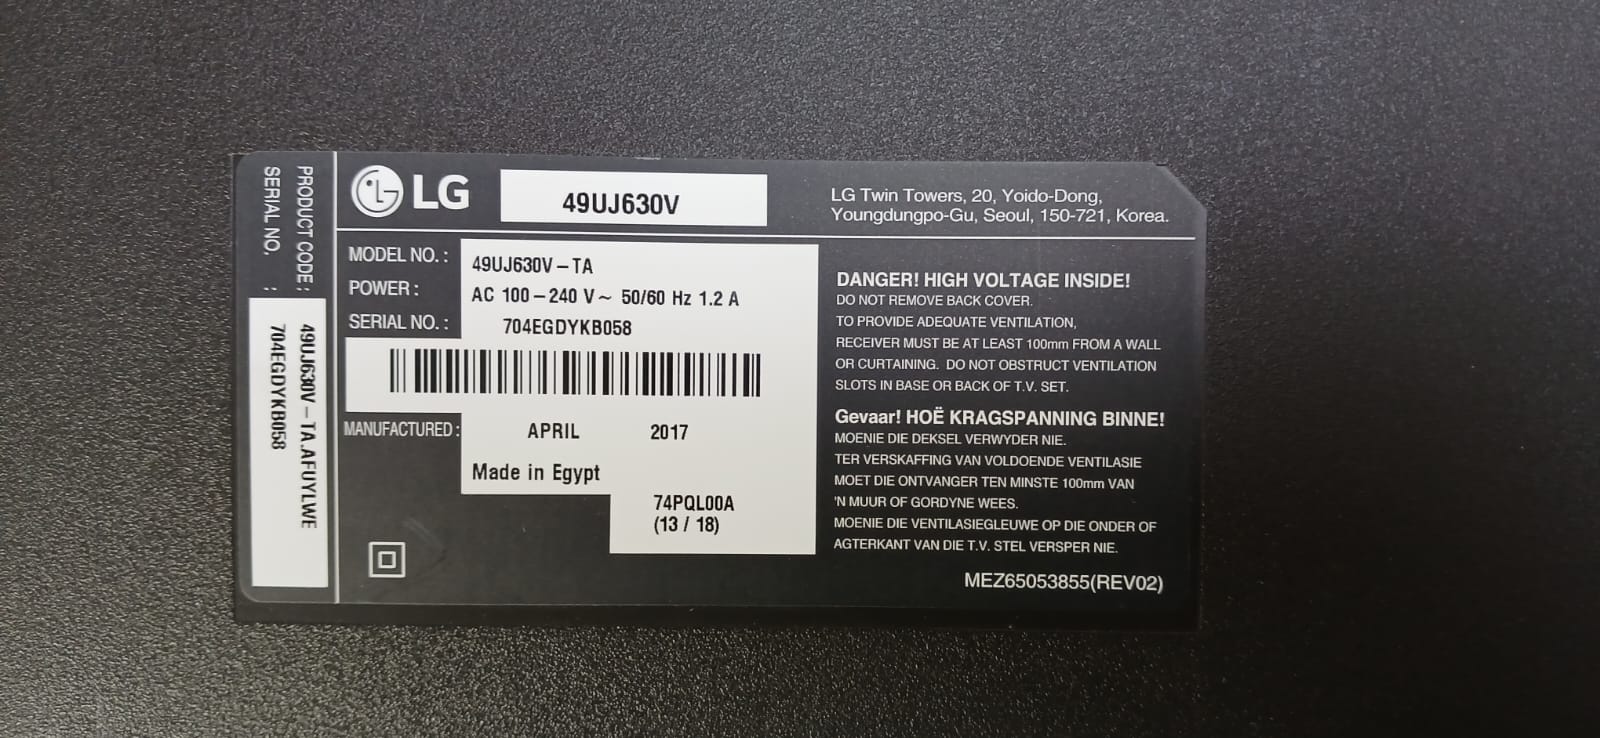 LG
49UJ630V
LG Twin Towers, 20, Yoido-Dong,
Youngdungpo-Gu, Seoul, 150-721, Korea.
PRODUCT CODE : 49UJ630V-TA.AFUYLWE
SERIAL NO. : 704EGDYKB058
MODEL NO. : 49UJ630V-TA
POWER : AC 100-240 V~ 50/60 Hz 1.2 A
SERIAL NO. : 704EGDYKB058
MANUFACTURED : APRIL 2017
Made in Egypt
74PQL00A
(13 / 18)
DANGER! HIGH VOLTAGE INSIDE!
DO NOT REMOVE BACK COVER.
TO PROVIDE ADEQUATE VENTILATION,
RECEIVER MUST BE AT LEAST 100mm FROM A WALL
OR CURTAINING. DO NOT OBSTRUCT VENTILATION
SLOTS IN BASE OR BACK OF T.V. SET.
Gevaar! HOË KRAGSPANNING BINNE!
MOENIE DIE DEKSEL VERWYDER NIE.
TER VERSKAFFING VAN VOLDOENDE VENTILASIE
MOET DIE ONTVANGER TEN MINSTE 100mm VAN
'N MUUR OF GORDYNE WEES.
MOENIE DIE VENTILASIEGLEUWE OP DIE ONDER OF
AGTERKANT VAN DIE T.V. STEL VERSPER NIE.
MEZ65053855(REV02)